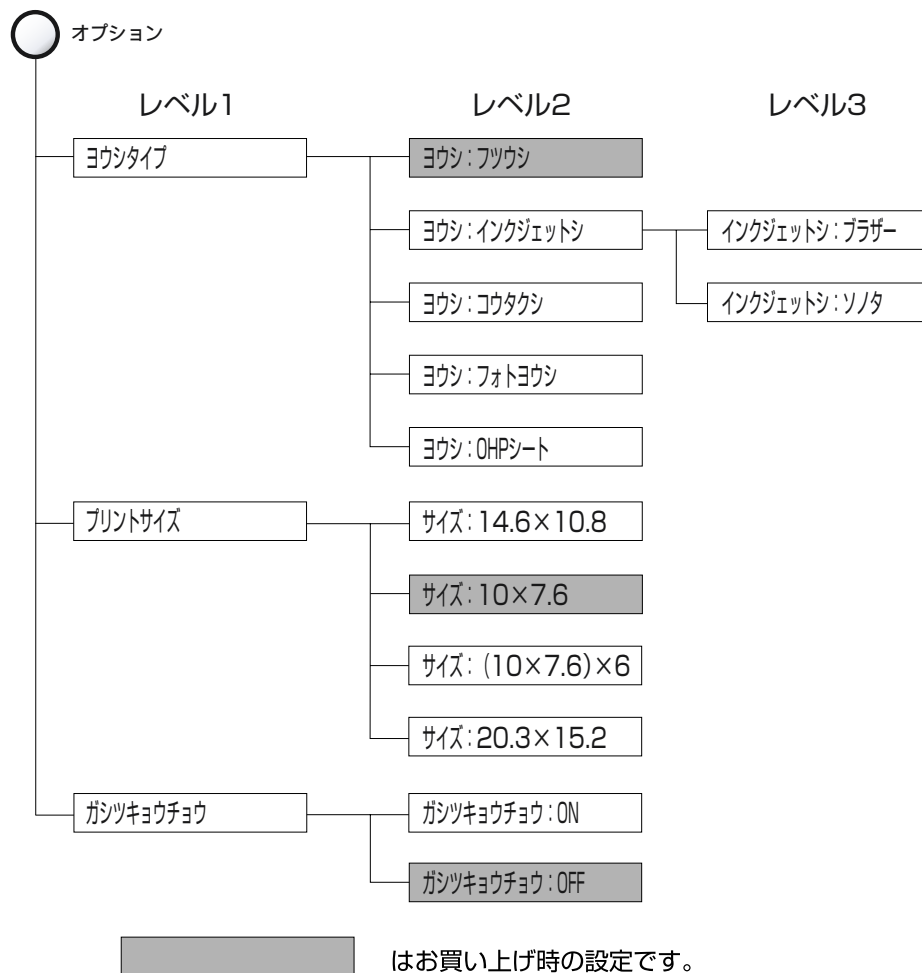 オプション
レベル1 レベル2 レベル3
ヨウシタイプ ヨウシ:フツウシ
ヨウシ:インクジェットシ インクジェットシ:ブラザー
ヨウシ:コウタクシ インクジェットシ:ソノタ
ヨウシ:フォトヨウシ
ヨウシ:OHPシート
プリントサイズ サイズ:14.6×10.8
サイズ:10×7.6
サイズ:(10×7.6)×6
サイズ:20.3×15.2
ガシツキョウチョウ ガシツキョウチョウ:ON
ガシツキョウチョウ:OFF
はお買い上げ時の設定です。